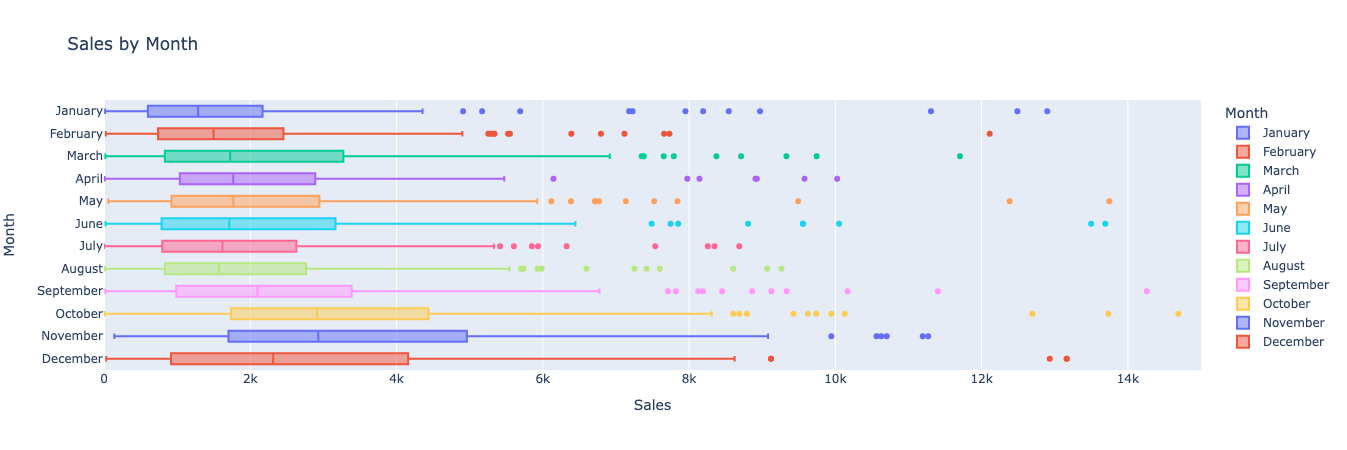 Sales by Month
January
February
March
April
May
June
July
August
September
October
November
December
Month
0 2k 4k 6k 8k 10k 12k 14k
Sales
Month
January
February
March
April
May
June
July
August
September
October
November
December